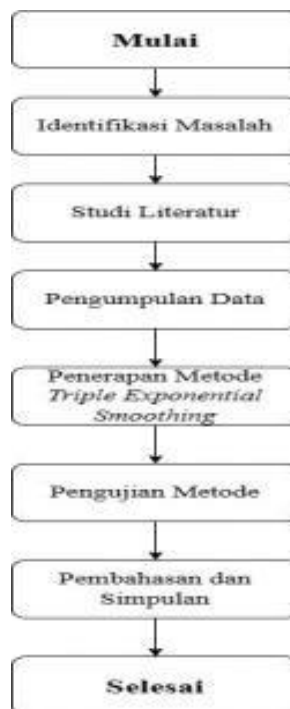 Mulai
Identifikasi Masalah
Studi Literatur
Pengumpulan Data
Penerapan Metode
Triple Exponential
Smoothing
Pengujian Metode
Pembahasan dan
Simpulan
Selesai